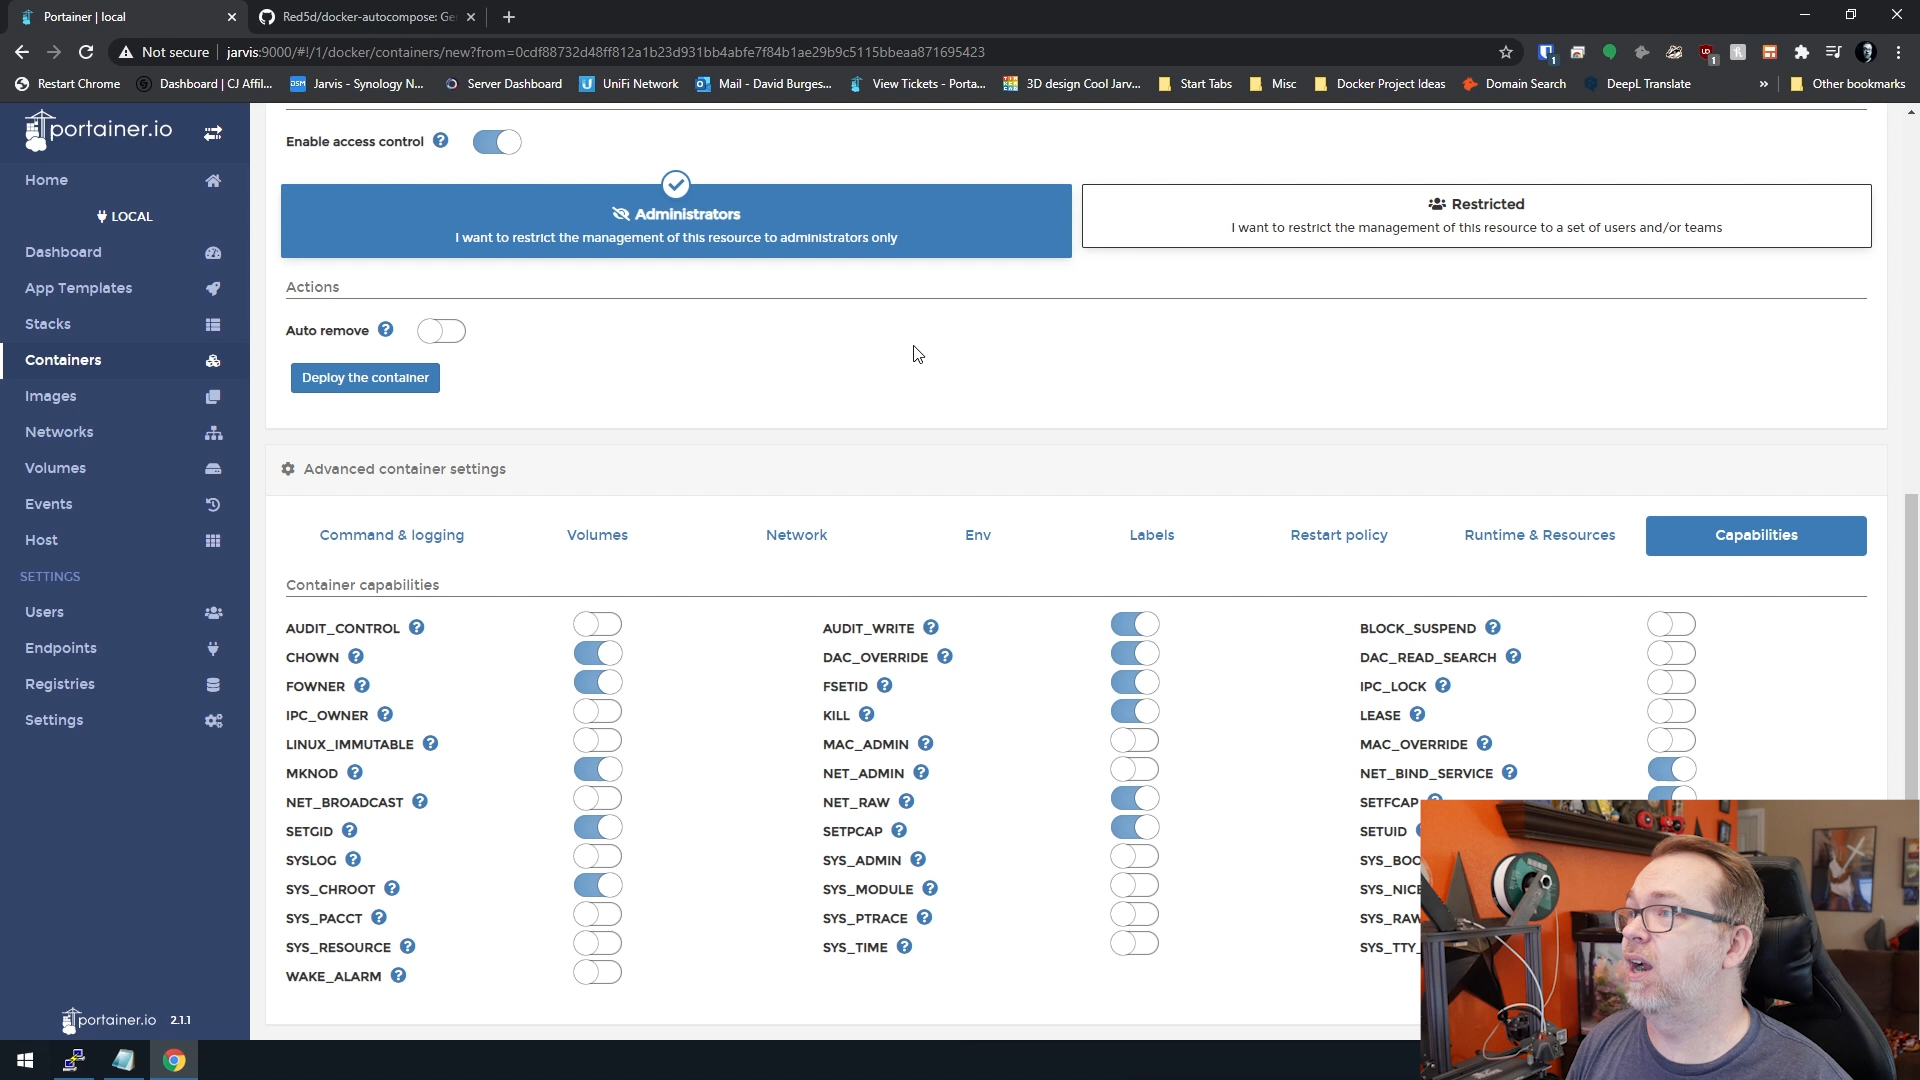 Portainer | local
Red5d/docker-autocompose: Ge
Not secure
jarvis:9000/#!/1/docker/containers/new?from=0cdf88732d48ff812a1b23d931bb4abfe7f84b1ae29b9c5115bbeaa871695423
Restart Chrome
Dashboard | CJ Affil...
Jarvis - Synology N...
Server Dashboard
UniFi Network
Mail - David Burges...
View Tickets - Porta...
3D design Cool Jarv...
Start Tabs
Misc
Docker Project Ideas
Domain Search
DeepL Translate
»
Other bookmarks
portainer.io
Home
LOCAL
Dashboard
App Templates
Stacks
Containers
Images
Networks
Volumes
Events
Host
SETTINGS
Users
Endpoints
Registries
Settings
portainer.io 2.1.1
Enable access control
Administrators
I want to restrict the management of this resource to administrators only
Restricted
I want to restrict the management of this resource to a set of users and/or teams
Actions
Auto remove
Deploy the container
Advanced container settings
Command & logging
Volumes
Network
Env
Labels
Restart policy
Runtime & Resources
Capabilities
Container capabilities
AUDIT_CONTROL
AUDIT_WRITE
BLOCK_SUSPEND
CHOWN
DAC_OVERRIDE
DAC_READ_SEARCH
FOWNER
FSETID
IPC_LOCK
IPC_OWNER
KILL
LEASE
LINUX_IMMUTABLE
MAC_ADMIN
MAC_OVERRIDE
MKNOD
NET_ADMIN
NET_BIND_SERVICE
NET_BROADCAST
NET_RAW
SETFCAP
SETGID
SETPCAP
SETUID
SYSLOG
SYS_ADMIN
SYS_BOO
SYS_CHROOT
SYS_MODULE
SYS_NICE
SYS_PACCT
SYS_PTRACE
SYS_RAW
SYS_RESOURCE
SYS_TIME
SYS_TTY_
WAKE_ALARM